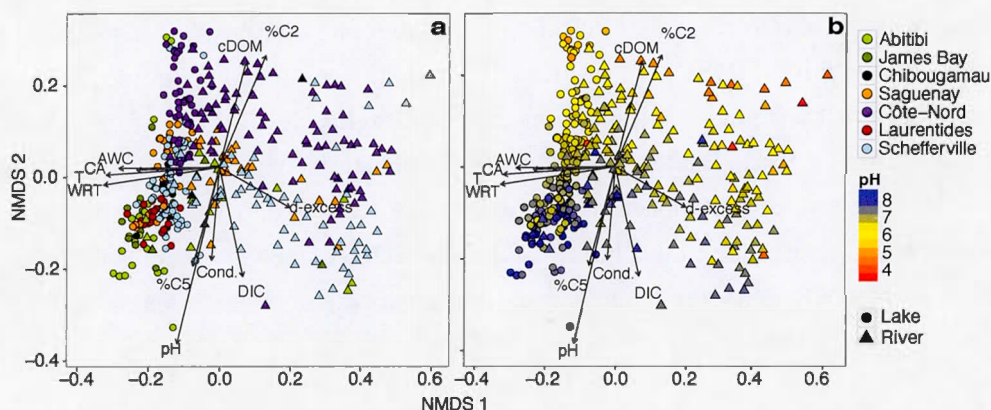 a
b
%C2
cDOM
AWC
CA
T
WRT
-excess
Cond.
%C5
DIC
pH
%C2
cDOM
AWC
CA
T
WRT
-excess
Cond.
%C5
DIC
pH
NMDS 2
0.2
0.0
−0.2
−0.4
−0.4 −0.2 0.0 0.2 0.4 0.6
−0.4 −0.2 0.0 0.2 0.4 0.6
NMDS 1
Abitibi
James Bay
Chibougamau
Saguenay
Côte−Nord
Laurentides
Schefferville
pH
8
7
6
5
4
Lake
River